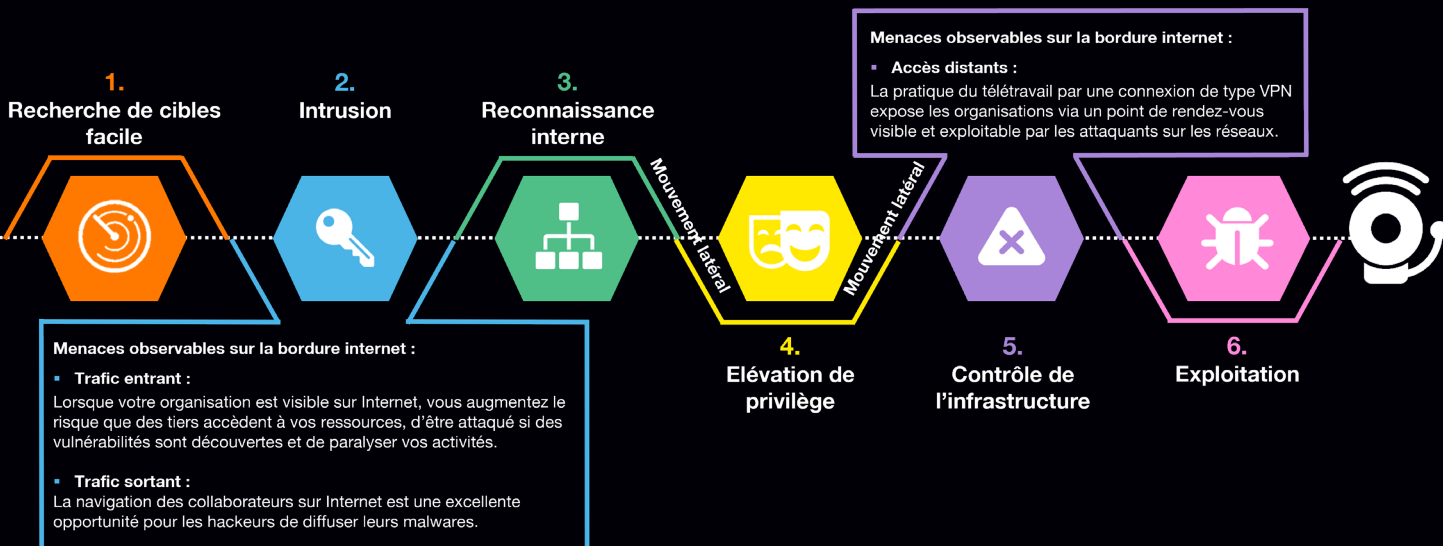 1.
Recherche de cibles
facile
2.
Intrusion
3.
Reconnaissance
interne
Mouvement latéral
4.
Elévation de
privilège
Mouvement latéral
5.
Contrôle de
l’infrastructure
6.
Exploitation
Menaces observables sur la bordure internet :
▪ Trafic entrant :
Lorsque votre organisation est visible sur Internet, vous augmentez le
risque que des tiers accèdent à vos ressources, d’être attaqué si des
vulnérabilités sont découvertes et de paralyser vos activités.
▪ Trafic sortant :
La navigation des collaborateurs sur Internet est une excellente
opportunité pour les hackeurs de diffuser leurs malwares.
Menaces observables sur la bordure internet :
▪ Accès distants :
La pratique du télétravail par une connexion de type VPN
expose les organisations via un point de rendez-vous
visible et exploitable par les attaquants sur les réseaux.